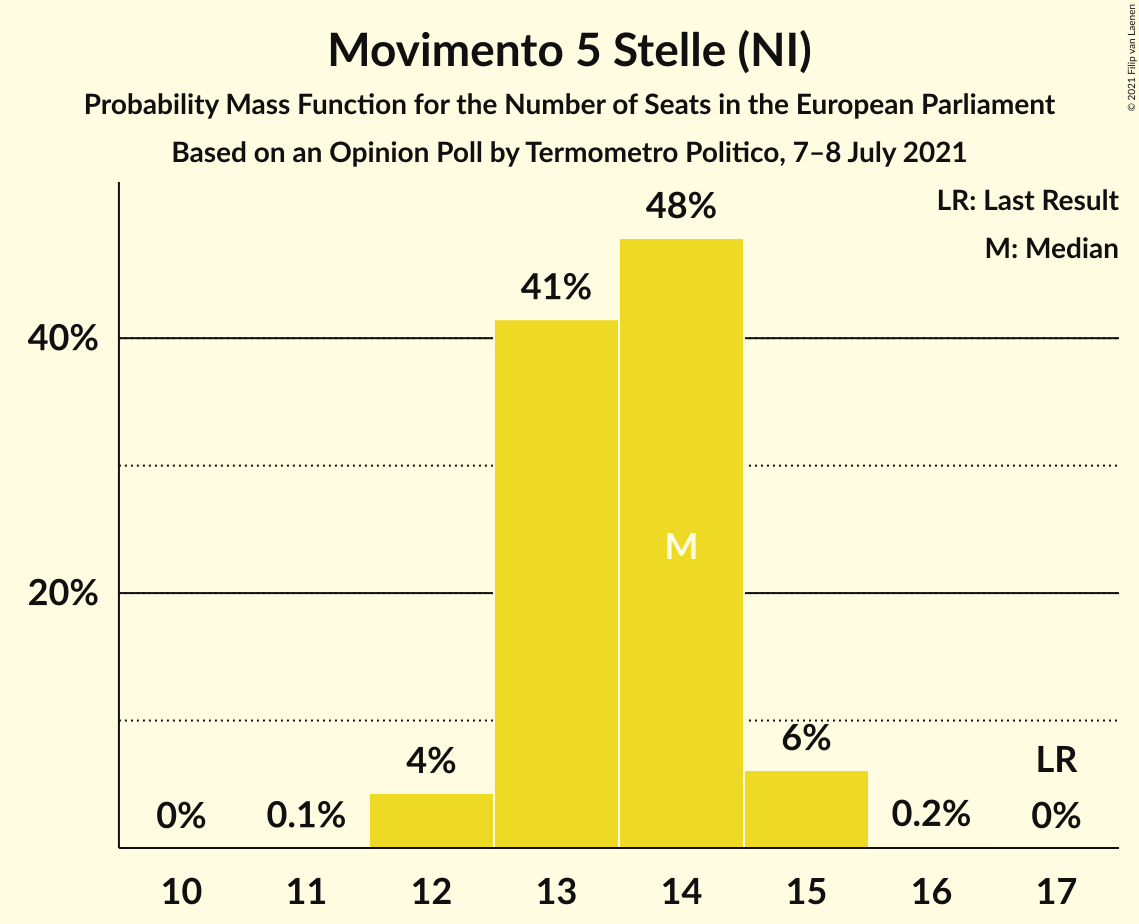 Movimento 5 Stelle (NI)
Probability Mass Function for the Number of Seats in the European Parliament
Based on an Opinion Poll by Termometro Politico, 7–8 July 2021
© 2021 Filip van Laenen
LR: Last Result
M: Median
48%
41%
40%
M
20%
6%
4%
LR
0%
0.1%
0.2%
0%
10
11
12
13
14
15
16
17